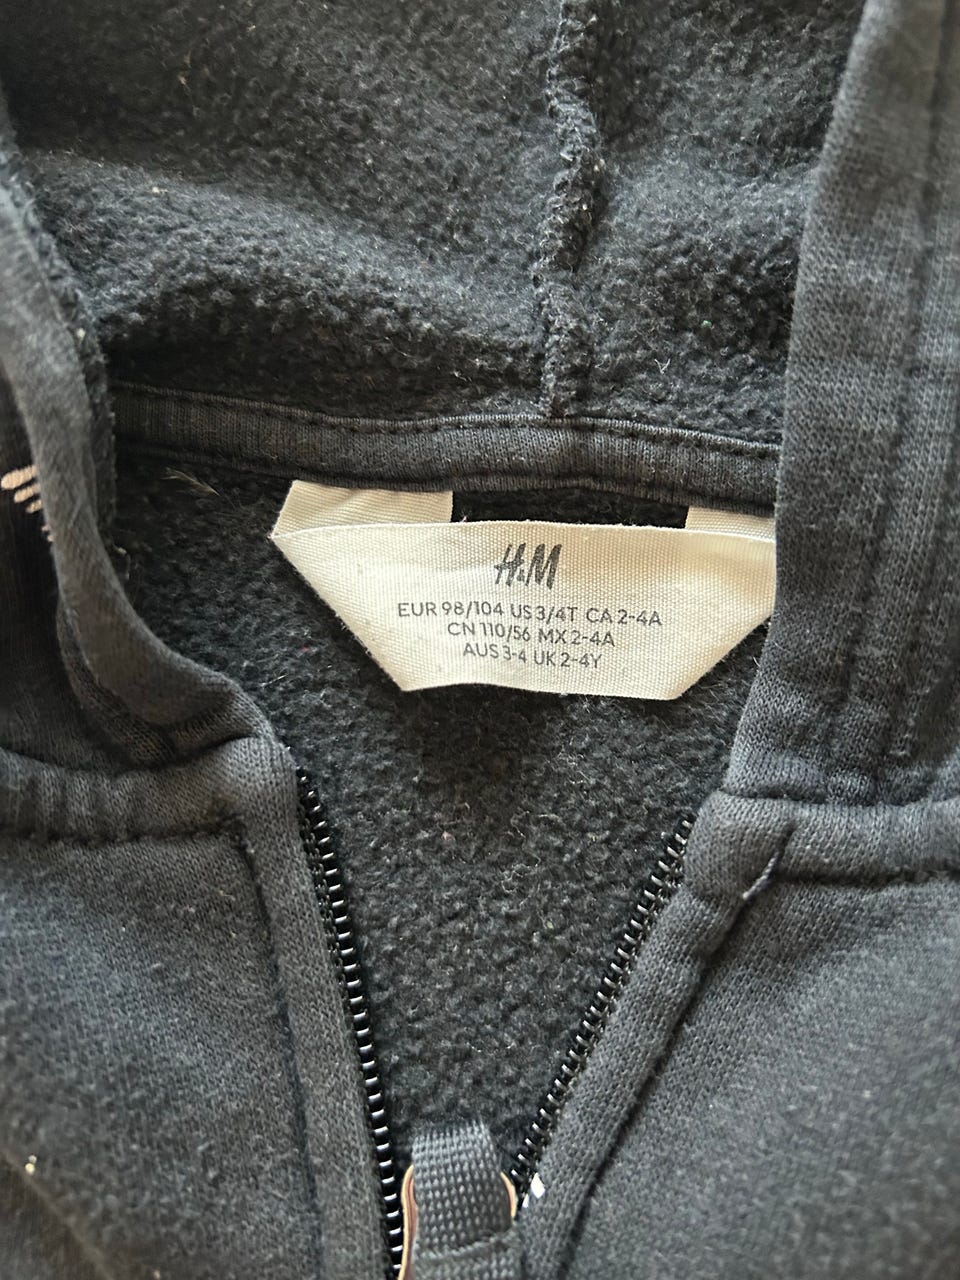 H&M
EUR 98/104 US 3/4T CA 2-4A
CN 110/56 MX 2-4A
AUS 3-4 UK 2-4Y